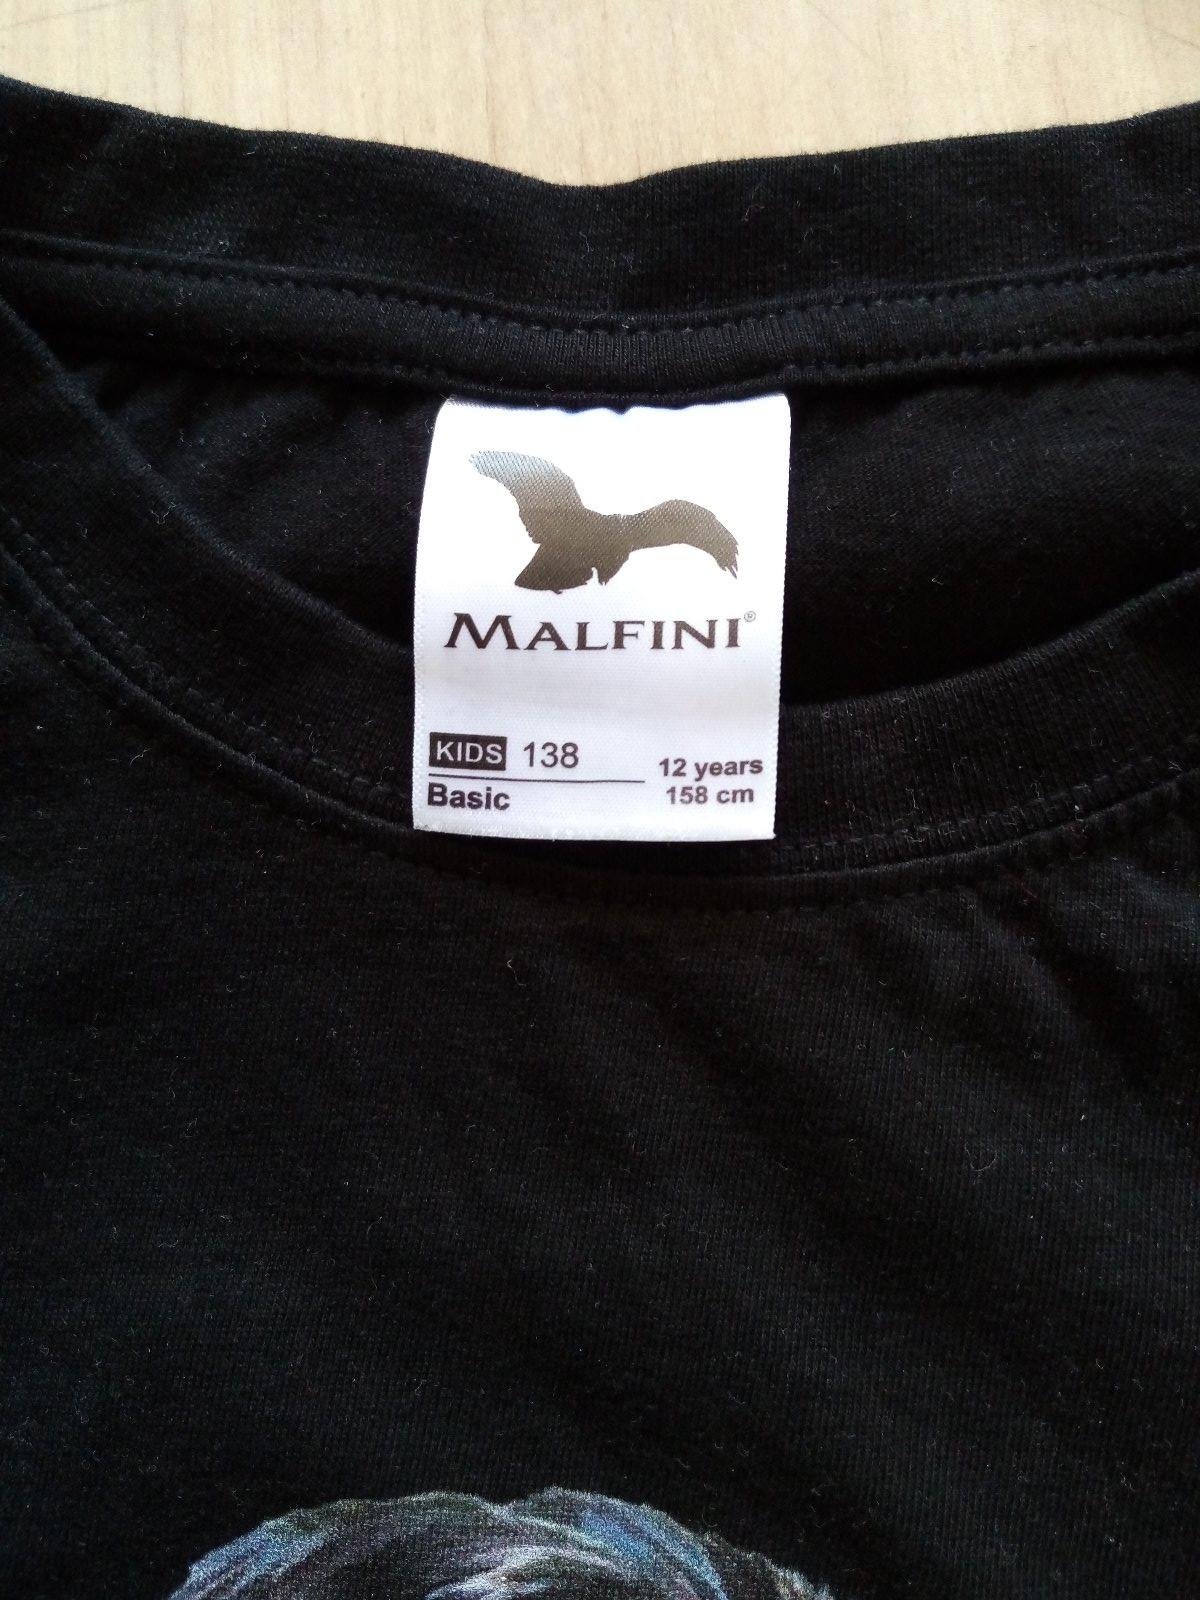 MALFINI®
KIDS 138
Basic
12 years
158 cm